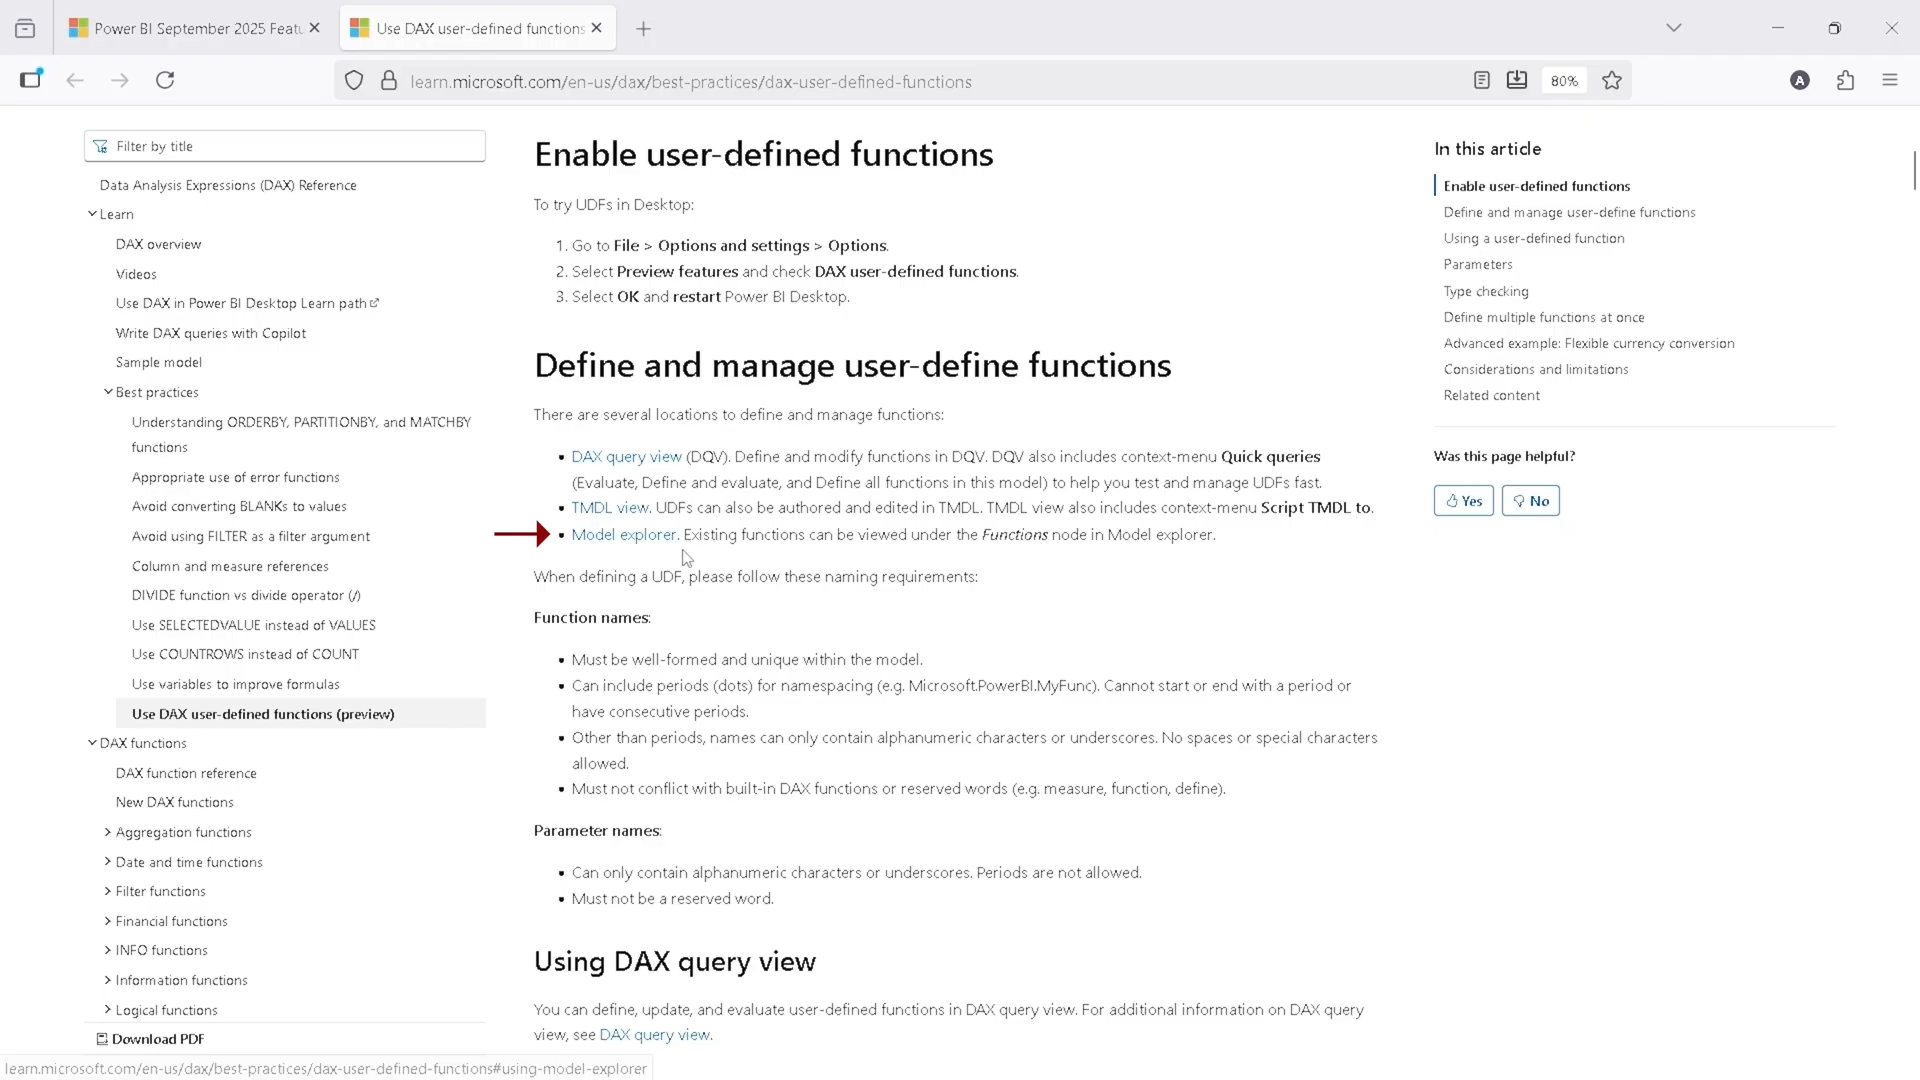 Power BI September 2025 Featu
Use DAX user-defined functions
learn.microsoft.com/en-us/dax/best-practices/dax-user-defined-functions
80%
A
Filter by title
Data Analysis Expressions (DAX) Reference
Learn
DAX overview
Videos
Use DAX in Power BI Desktop Learn path
Write DAX queries with Copilot
Sample model
Best practices
Understanding ORDERBY, PARTITIONBY, and MATCHBY
functions
Appropriate use of error functions
Avoid converting BLANKs to values
Avoid using FILTER as a filter argument
Column and measure references
DIVIDE function vs divide operator (/)
Use SELECTEDVALUE instead of VALUES
Use COUNTROWS instead of COUNT
Use variables to improve formulas
Use DAX user-defined functions (preview)
DAX functions
DAX function reference
New DAX functions
Aggregation functions
Date and time functions
Filter functions
Financial functions
INFO functions
Information functions
Logical functions
Download PDF
Enable user-defined functions
To try UDFs in Desktop:
1. Go to File > Options and settings > Options.
2. Select Preview features and check DAX user-defined functions.
3. Select OK and restart Power BI Desktop.
Define and manage user-define functions
There are several locations to define and manage functions:
• DAX query view (DQV). Define and modify functions in DQV. DQV also includes context-menu Quick queries
(Evaluate, Define and evaluate, and Define all functions in this model) to help you test and manage UDFs fast.
• TMDL view. UDFs can also be authored and edited in TMDL. TMDL view also includes context-menu Script TMDL to.
• Model explorer. Existing functions can be viewed under the Functions node in Model explorer.
When defining a UDF, please follow these naming requirements:
Function names:
• Must be well-formed and unique within the model.
• Can include periods (dots) for namespacing (e.g. Microsoft.PowerBI.MyFunc). Cannot start or end with a period or
have consecutive periods.
• Other than periods, names can only contain alphanumeric characters or underscores. No spaces or special characters
allowed.
• Must not conflict with built-in DAX functions or reserved words (e.g. measure, function, define).
Parameter names:
• Can only contain alphanumeric characters or underscores. Periods are not allowed.
• Must not be a reserved word.
Using DAX query view
You can define, update, and evaluate user-defined functions in DAX query view. For additional information on DAX query
view, see DAX query view.
In this article
Enable user-defined functions
Define and manage user-define functions
Using a user-defined function
Parameters
Type checking
Define multiple functions at once
Advanced example: Flexible currency conversion
Considerations and limitations
Related content
Was this page helpful?
Yes
No
learn.microsoft.com/en-us/dax/best-practices/dax-user-defined-functions#using-model-explorer